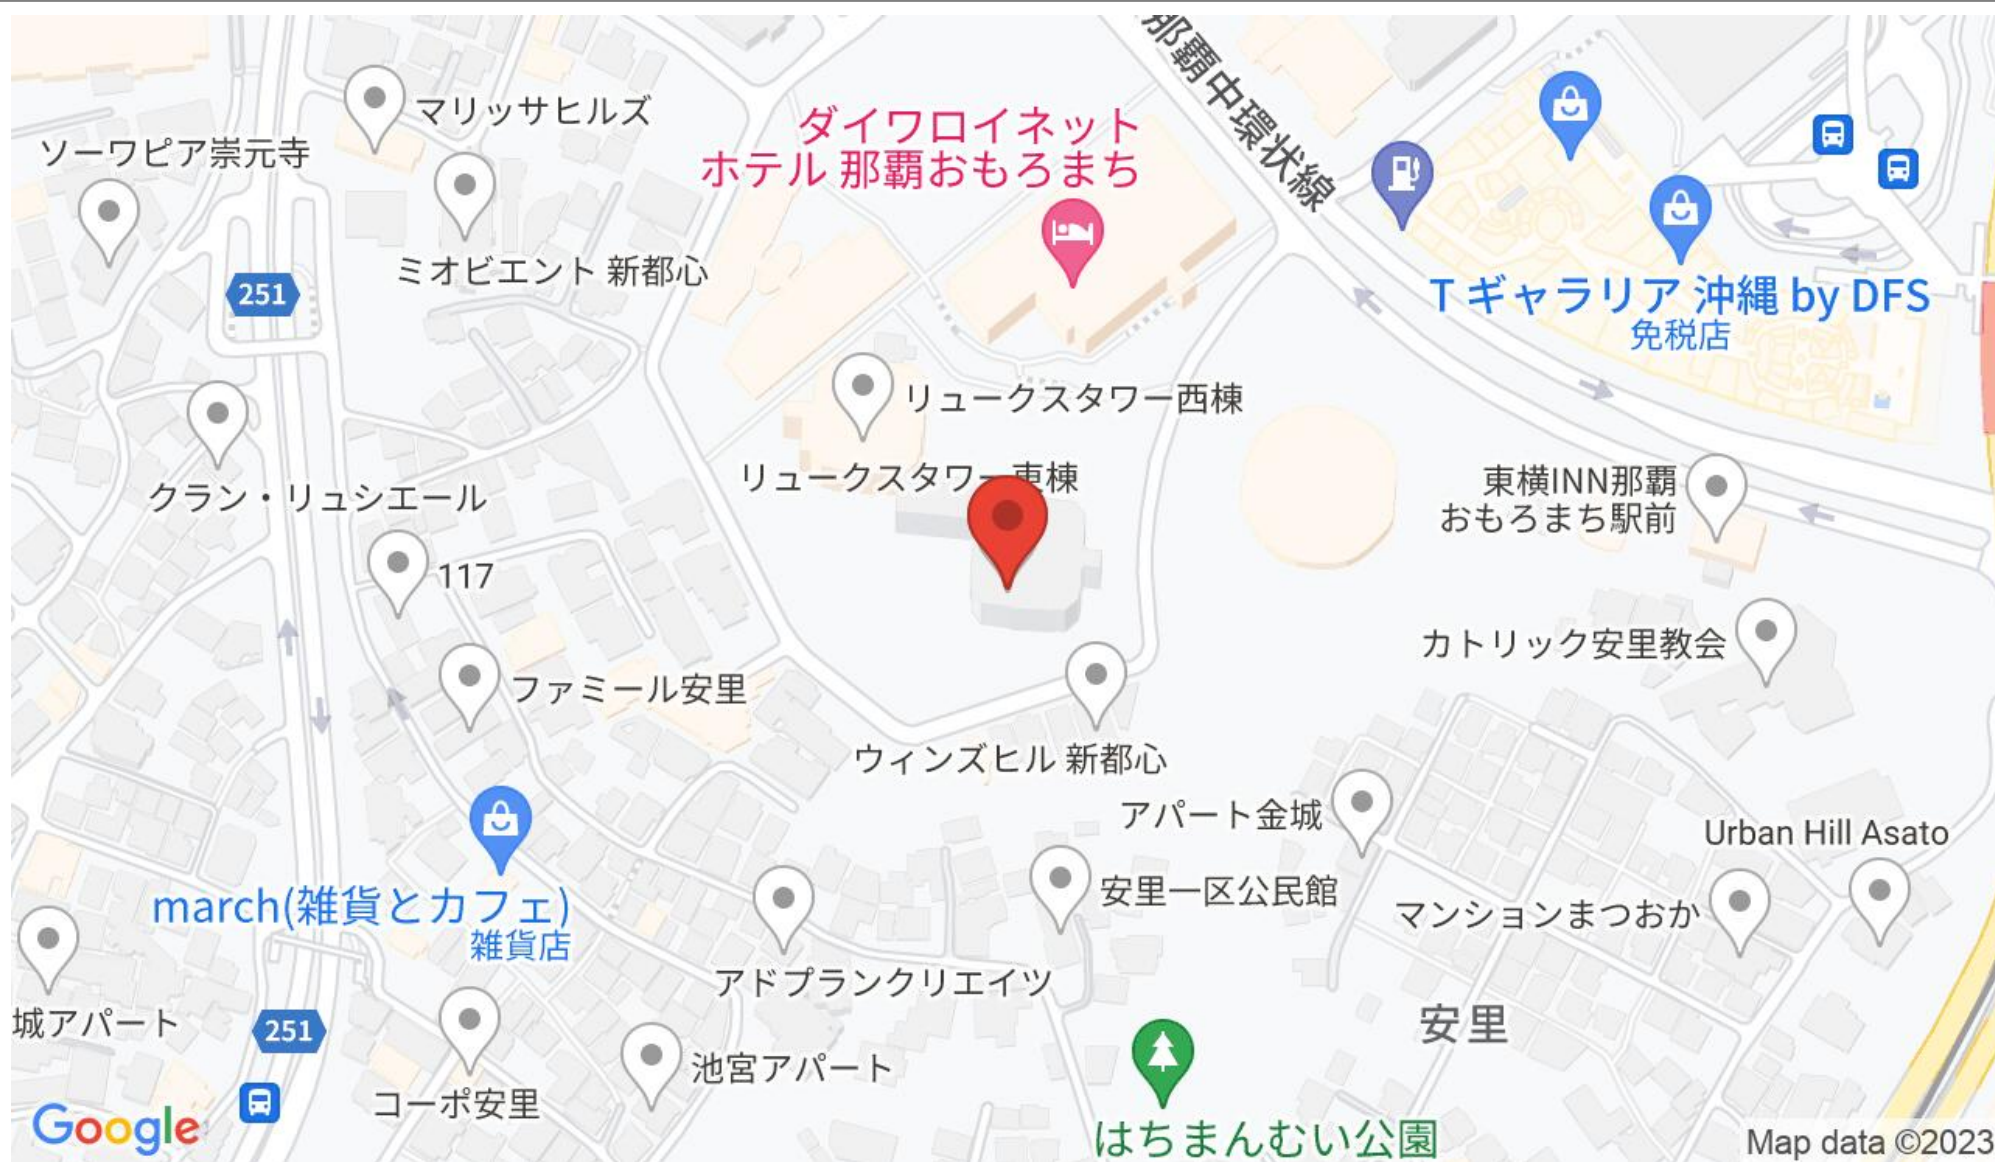 那覇中環状線
マリッサヒルズ
ソーワピア崇元寺
ダイワロイネット
ホテル 那覇おもろまち
ミオビエント 新都心
251
Tギャラリア 沖縄 by DFS
免税店
リュークスタワー西棟
リュークスタワー東棟
クラン・リュシエール
東横INN那覇
おもろまち駅前
117
カトリック安里教会
ファミール安里
ウィンズヒル 新都心
アパート金城
Urban Hill Asato
march(雑貨とカフェ)
雑貨店
安里一区公民館
マンションまつおか
アドプランクリエイツ
城アパート
251
安里
池宮アパート
コーポ安里
はちまんむい公園
Google
Map data ©2023